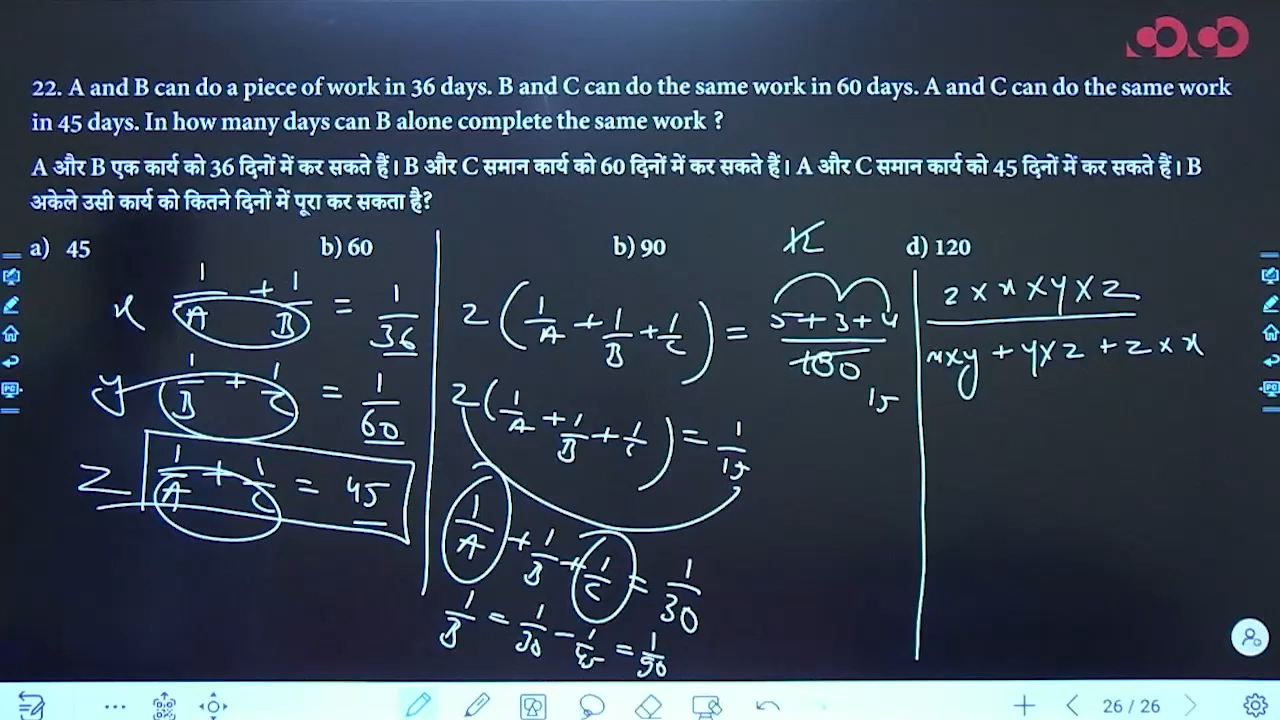 22. A and B can do a piece of work in 36 days. B and C can do the same work in 60 days. A and C can do the same work
in 45 days. In how many days can B alone complete the same work ?
A और B एक कार्य को 36 दिनों में कर सकते हैं। B और C समान कार्य को 60 दिनों में कर सकते हैं। A और C समान कार्य को 45 दिनों में कर सकते हैं। B
अकेले उसी कार्य को कितने दिनों में पूरा कर सकता है?
a) 45 b) 60 b) 90 d) 120
x 1/A + 1/B = 1/36
y 1/B + 1/C = 1/60
z 1/A + 1/C = 45
2(1/A + 1/B + 1/C) = 5+3+4/180
15
2(1/A + 1/B + 1/C) = 1/15
1/A + 1/B + 1/C = 1/30
1/B = 1/30 - 1/45 = 1/90
2 x x x y x z
x x y + y x z + z x x
PC
PC
26 / 26